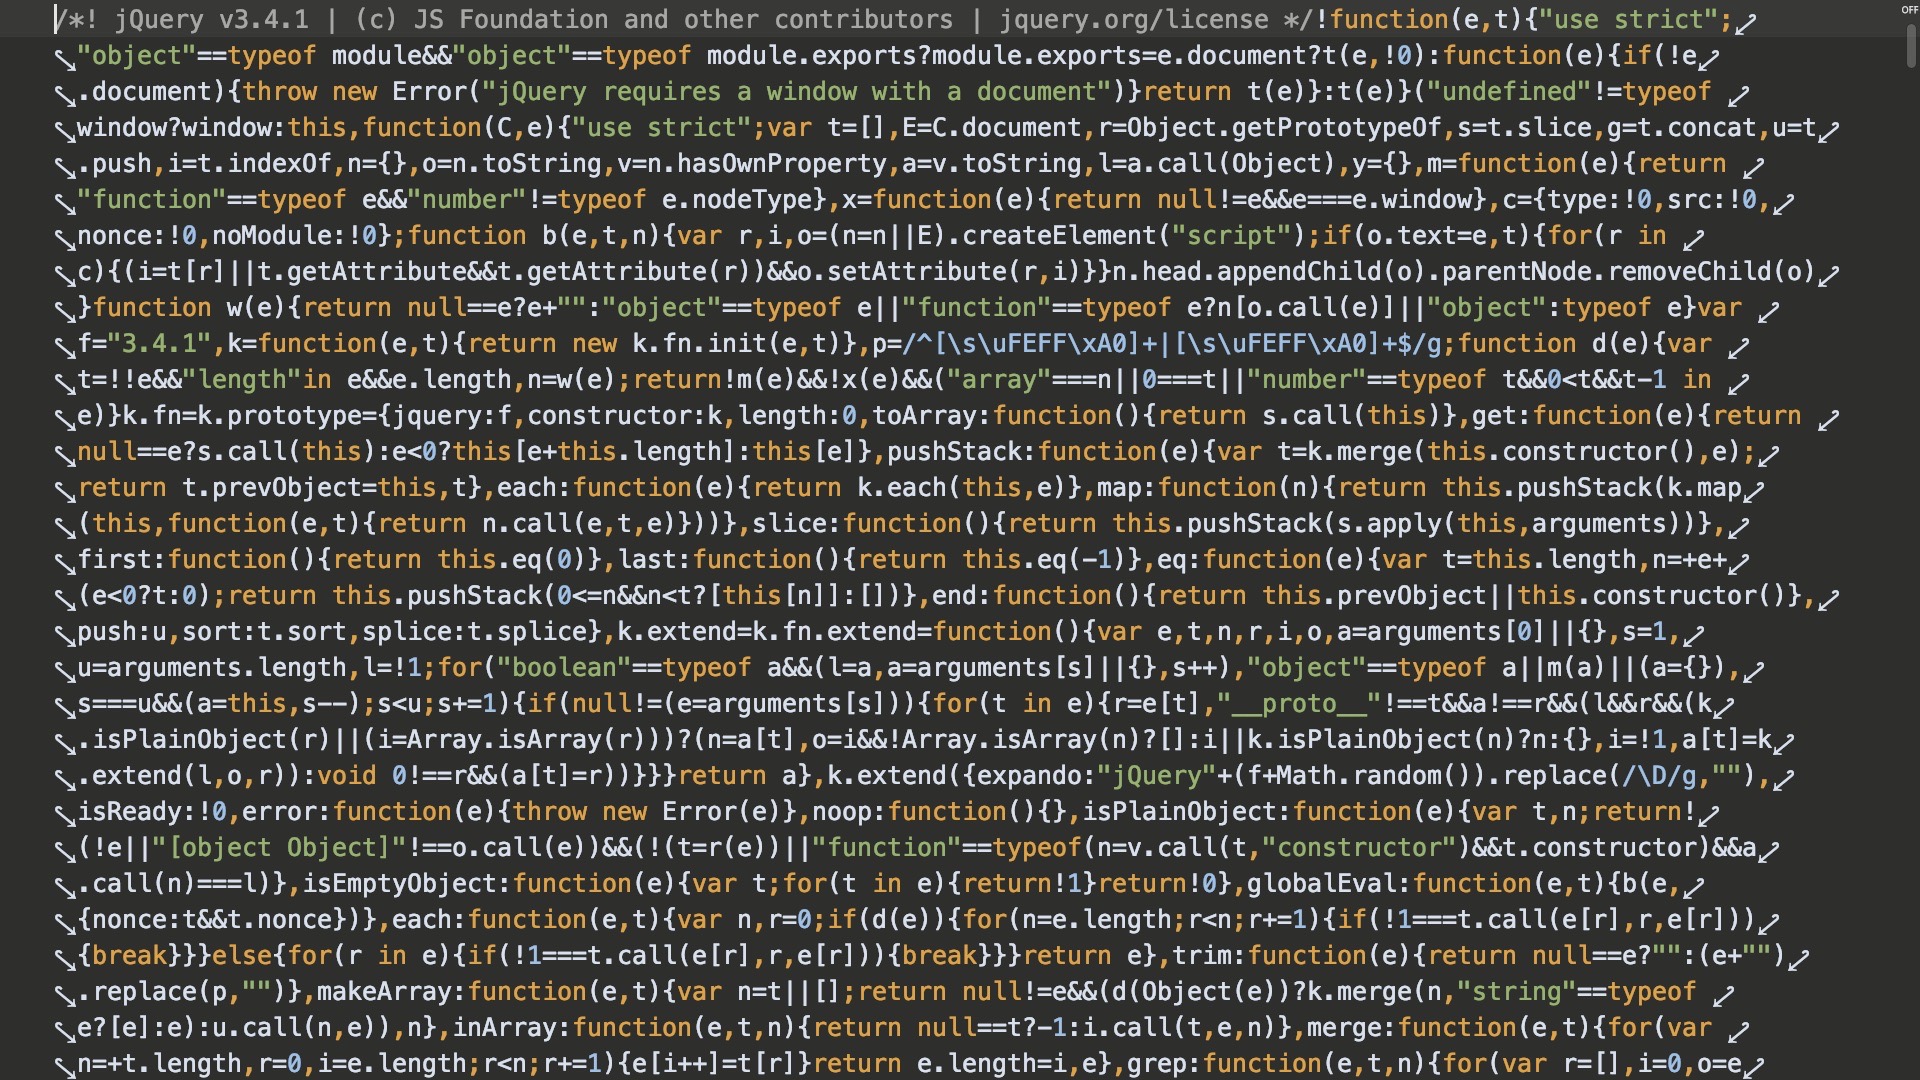 /*! jQuery v3.4.1 | (c) JS Foundation and other contributors | jquery.org/license */!function(e,t){"use strict";
"object"==typeof module&&"object"==typeof module.exports?module.exports=e.document?t(e,!0):function(e){if(!e
.document){throw new Error("jQuery requires a window with a document")}return t(e)}:t(e)}("undefined"!=typeof
window?window:this,function(C,e){"use strict";var t=[],E=C.document,r=Object.getPrototypeOf,s=t.slice,g=t.concat,u=t
.push,i=t.indexOf,n={},o=n.toString,v=n.hasOwnProperty,a=v.toString,l=a.call(Object),y={},m=function(e){return
"function"==typeof e&&"number"!=typeof e.nodeType},x=function(e){return null!=e&&e===e.window},c={type:!0,src:!0,
nonce:!0,noModule:!0};function b(e,t,n){var r,i,o=(n=n||E).createElement("script");if(o.text=e,t){for(r in
c){(i=t[r]||t.getAttribute&&t.getAttribute(r))&&o.setAttribute(r,i)}}n.head.appendChild(o).parentNode.removeChild(o)
}function w(e){return null==e?e+"":"object"==typeof e||"function"==typeof e?n[o.call(e)]||"object":typeof e}var
f="3.4.1",k=function(e,t){return new k.fn.init(e,t)},p=/^[\s\uFEFF\xA0]+|[\s\uFEFF\xA0]+$/g;function d(e){var
t=!!e&&"length"in e&&e.length,n=w(e);return!m(e)&&!x(e)&&("array"===n||0===t||"number"==typeof t&&0<t&&t-1 in
e)}k.fn=k.prototype={jquery:f,constructor:k,length:0,toArray:function(){return s.call(this)},get:function(e){return
null==e?s.call(this):e<0?this[e+this.length]:this[e]},pushStack:function(e){var t=k.merge(this.constructor(),e);
return t.prevObject=this,t},each:function(e){return k.each(this,e)},map:function(n){return this.pushStack(k.map
(this,function(e,t){return n.call(e,t,e)}))},slice:function(){return this.pushStack(s.apply(this,arguments))},
first:function(){return this.eq(0)},last:function(){return this.eq(-1)},eq:function(e){var t=this.length,n=+e+
(e<0?t:0);return this.pushStack(0<=n&&n<t?[this[n]]:[])},end:function(){return this.prevObject||this.constructor()},
push:u,sort:t.sort,splice:t.splice},k.extend=k.fn.extend=function(){var e,t,n,r,i,o,a=arguments[0]||{},s=1,
u=arguments.length,l=!1;for("boolean"==typeof a&&(l=a,a=arguments[s]||{},s++),"object"==typeof a||m(a)||(a={}),
s===u&&(a=this,s--);s<u;s+=1){if(null!=(e=arguments[s])){for(t in e){r=e[t],"__proto__"!==t&&a!==r&&(l&&r&&(k
.isPlainObject(r)||(i=Array.isArray(r)))?(n=a[t],o=i&&!Array.isArray(n)?[]:i||k.isPlainObject(n)?n:{},i=!1,a[t]=k
.extend(l,o,r)):void 0!==r&&(a[t]=r))}}}return a},k.extend({expando:"jQuery"+(f+Math.random()).replace(/\D/g,""),
isReady:!0,error:function(e){throw new Error(e)},noop:function(){},isPlainObject:function(e){var t,n;return!
(!e||"[object Object]"!==o.call(e))&&(!(t=r(e))||"function"==typeof(n=v.call(t,"constructor")&&t.constructor)&&a
.call(n)===l)},isEmptyObject:function(e){var t;for(t in e){return!1}return!0},globalEval:function(e,t){b(e,
{nonce:t&&t.nonce})},each:function(e,t){var n,r=0;if(d(e)){for(n=e.length;r<n;r+=1){if(!1===t.call(e[r],r,e[r]))
{break}}}else{for(r in e){if(!1===t.call(e[r],r,e[r])){break}}}return e},trim:function(e){return null==e?"":(e+"")
.replace(p,"")},makeArray:function(e,t){var n=t||[];return null!=e&&(d(Object(e))?k.merge(n,"string"==typeof
e?[e]:e):u.call(n,e)),n},inArray:function(e,t,n){return null==t?-1:i.call(t,e,n)},merge:function(e,t){for(var
n=+t.length,r=0,i=e.length;r<n;r+=1){e[i++]=t[r]}return e.length=i,e},grep:function(e,t,n){for(var r=[],i=0,o=e
OFF